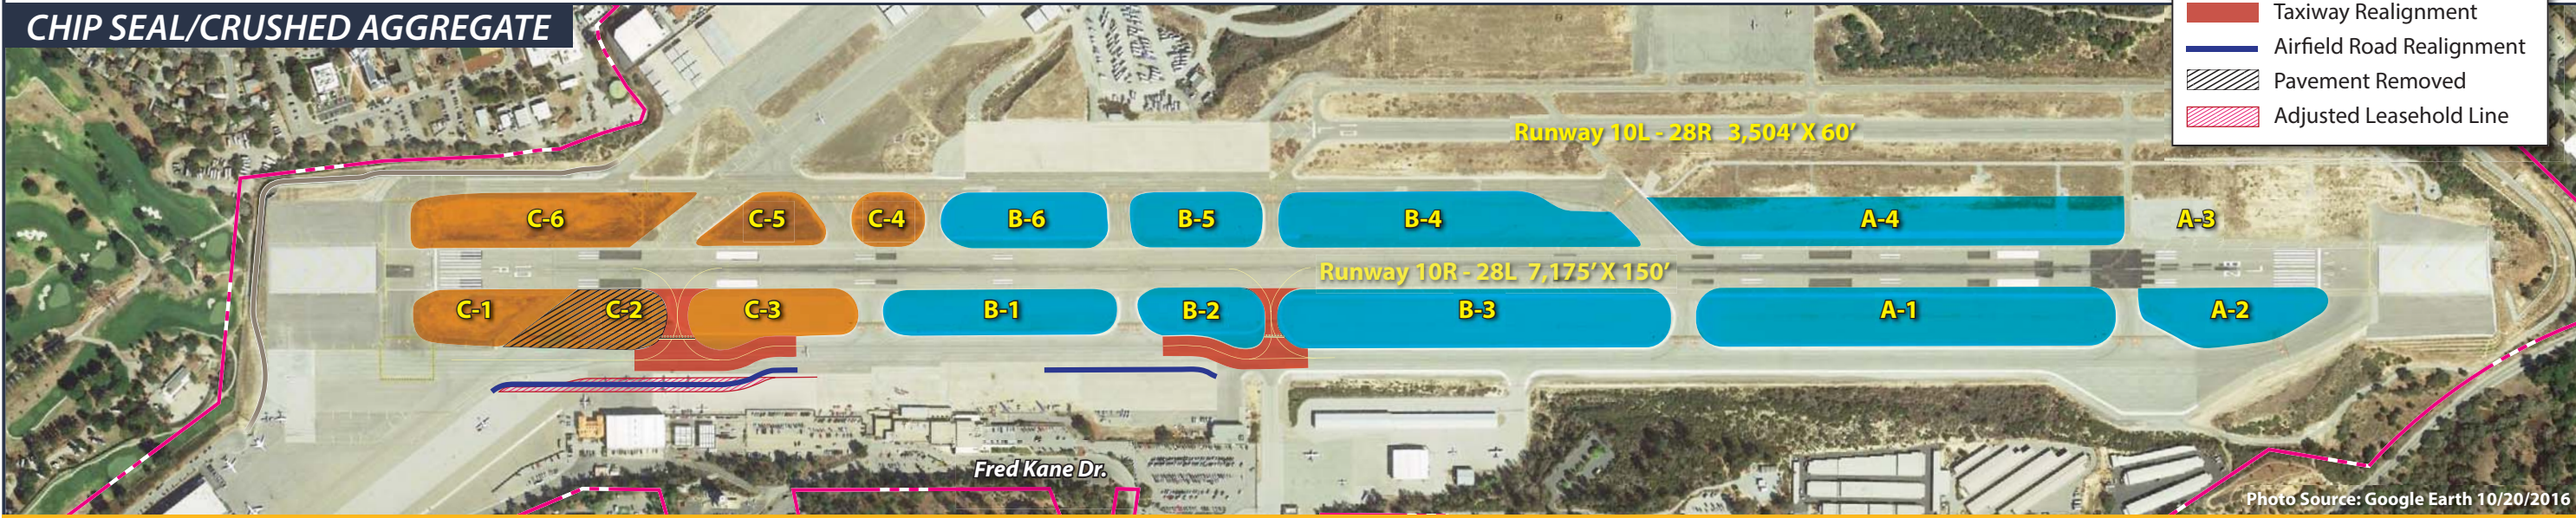 CHIP SEAL/CRUSHED AGGREGATE
Taxiway Realignment
Airfield Road Realignment
Pavement Removed
Adjusted Leasehold Line
Runway 10L - 28R 3,504’ X 60’
C-6
C-5
C-4
B-6
B-5
B-4
A-4
A-3
Runway 10R - 28L 7,175’ X 150’
C-1
C-2
C-3
B-1
B-2
B-3
A-1
A-2
Fred Kane Dr.
Photo Source: Google Earth 10/20/2016